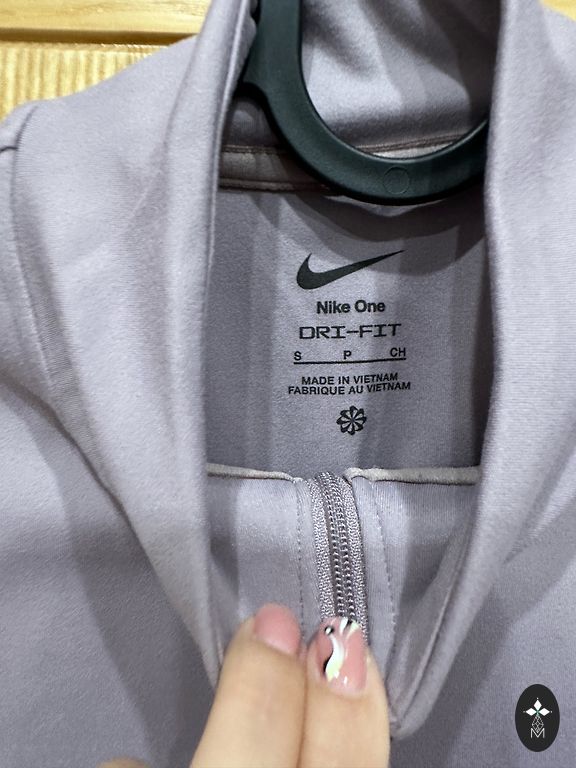 Nike One
DRI-FIT
S P CH
MADE IN VIETNAM
FABRIQUE AU VIETNAM
M